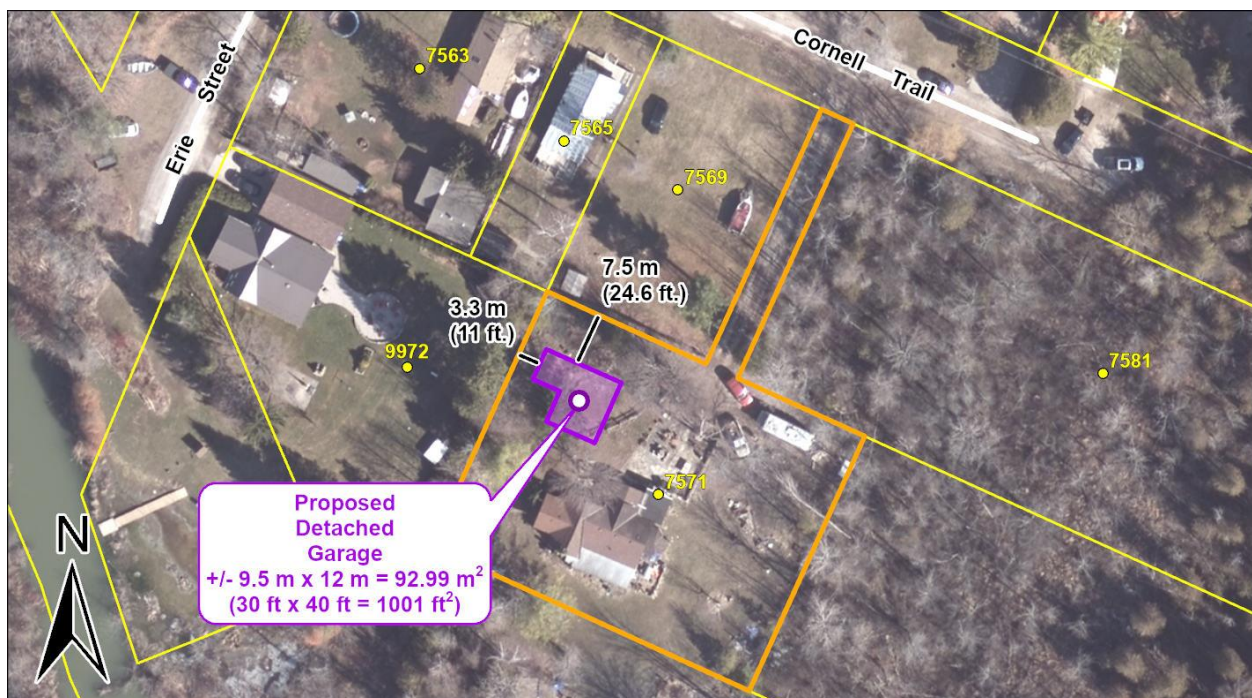 7563
Erie Street
Cornell Trail
7565
7569
7.5 m
(24.6 ft.)
3.3 m
(11 ft.)
9972
7581
7571
Proposed
Detached
Garage
+/- 9.5 m x 12 m = 92.99 m²
(30 ft x 40 ft = 1001 ft²)
N